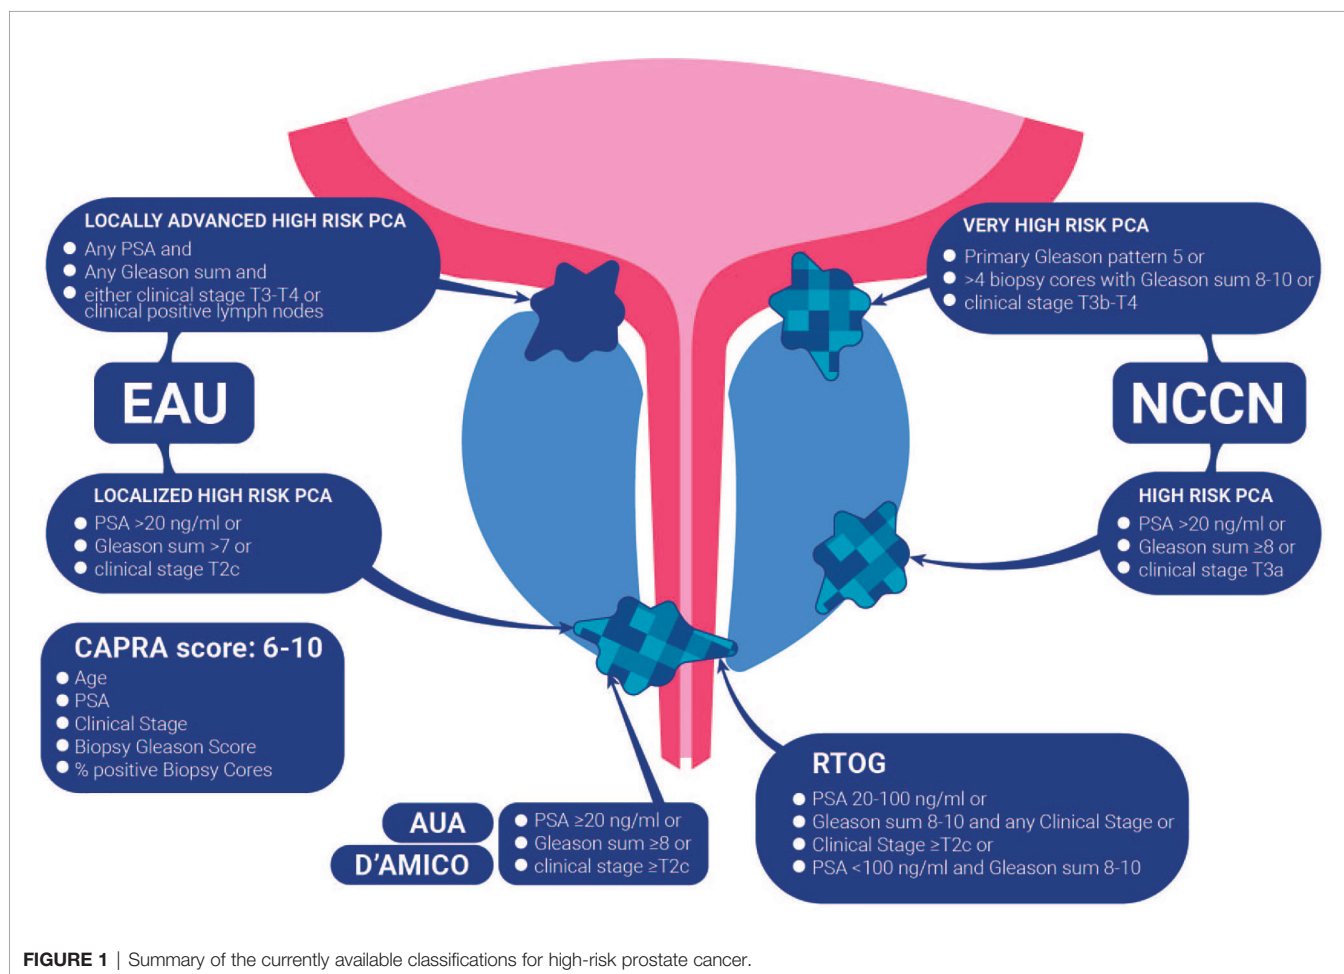 LOCALLY ADVANCED HIGH RISK PCA
Any PSA and
Any Gleason sum and
either clinical stage T3-T4 or
clinical positive lymph nodes
EAU
LOCALIZED HIGH RISK PCA
PSA >20 ng/ml or
Gleason sum >7 or
clinical stage T2c
CAPRA score: 6-10
Age
PSA
Clinical Stage
Biopsy Gleason Score
% positive Biopsy Cores
AUA
D'AMICO
PSA ≥20 ng/ml or
Gleason sum ≥8 or
clinical stage ≥T2c
VERY HIGH RISK PCA
Primary Gleason pattern 5 or
>4 biopsy cores with Gleason sum 8-10 or
clinical stage T3b-T4
NCCN
HIGH RISK PCA
PSA >20 ng/ml or
Gleason sum ≥8 or
clinical stage T3a
RTOG
PSA 20-100 ng/ml or
Gleason sum 8-10 and any Clinical Stage or
Clinical Stage ≥T2c or
PSA <100 ng/ml and Gleason sum 8-10
FIGURE 1 | Summary of the currently available classifications for high-risk prostate cancer.